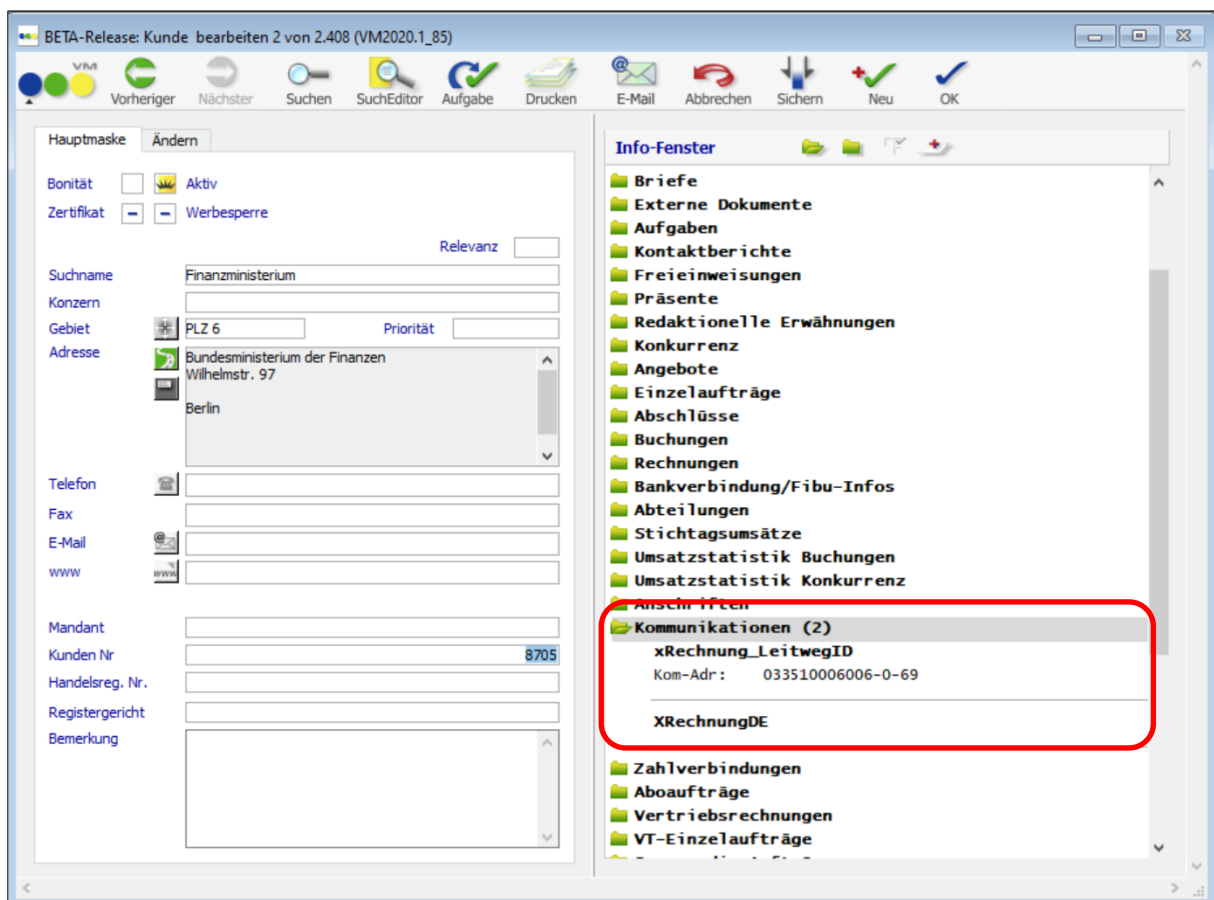 BETA-Release: Kunde bearbeiten 2 von 2.408 (VM2020.1_85)
VM
Vorheriger Nächster Suchen SuchEditor Aufgabe Drucken E-Mail Abbrechen Sichern Neu OK
Hauptmaske Ändern
Bonität Aktiv
Zertifikat Werbesperre
Relevanz
Suchname Finanzministerium
Konzern
Gebiet PLZ 6 Priorität
Adresse Bundesministerium der Finanzen
Wilhelmstr. 97
Berlin
Telefon
Fax
E-Mail
www www
Mandant
Kunden Nr 8705
Handelsreg. Nr.
Registergericht
Bemerkung
Info-Fenster
Briefe
Externe Dokumente
Aufgaben
Kontaktberichte
Freieinweisungen
Präsente
Redaktionelle Erwähnungen
Konkurrenz
Angebote
Einzelaufträge
Abschlüsse
Buchungen
Rechnungen
Bankverbindung/Fibu-Infos
Abteilungen
Stichtagsumsätze
Umsatzstatistik Buchungen
Umsatzstatistik Konkurrenz
Anschriften
Kommunikationen (2)
xRechnung_LeitwegID
Kom-Adr: 033510006006-0-69
XRechnungDE
Zahlverbindungen
Aboaufträge
Vertriebsrechnungen
VT-Einzelaufträge